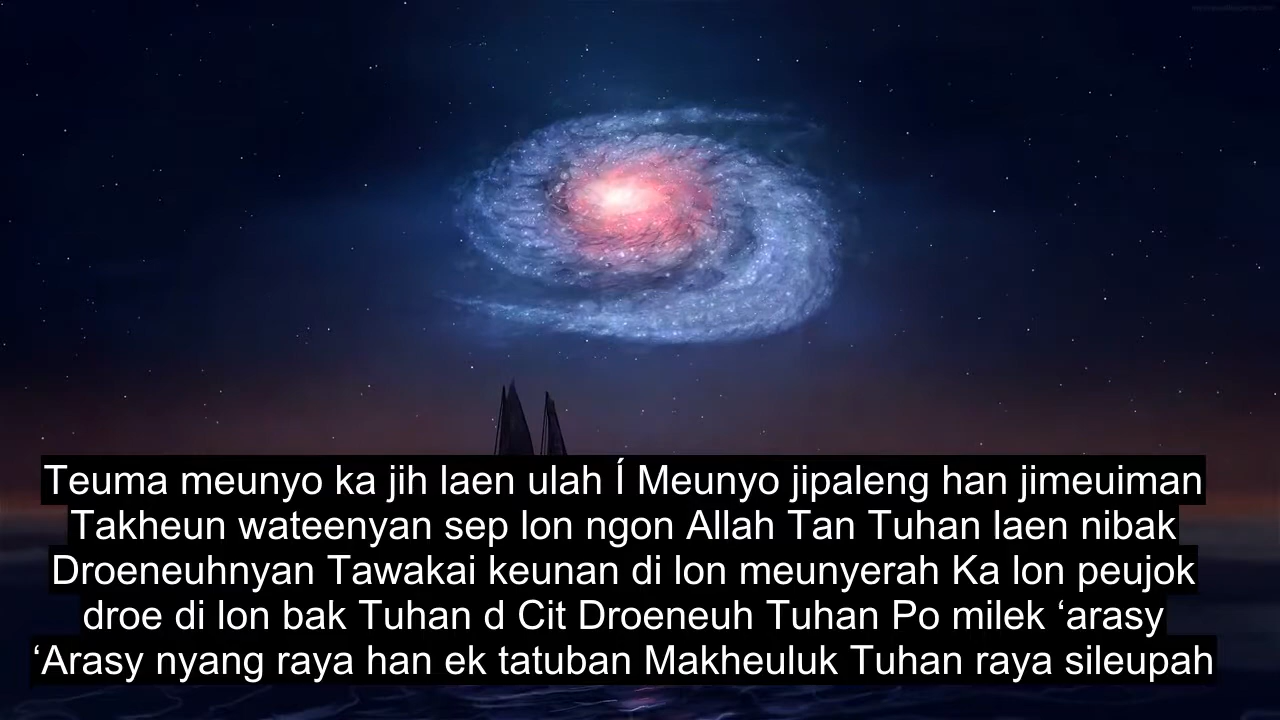 Teuma meunyo ka jih laen ulah Í Meunyo jipaleng han jimeuiman
Takheun wateenyan sep lon ngon Allah Tan Tuhan laen nibak
Droeneuhnyan Tawakai keunan di lon meunyerah Ka lon peujok
droe di lon bak Tuhan d Cit Droeneuh Tuhan Po milek ‘arasy
‘Arasy nyang raya han ek tatuban Makheuluk Tuhan raya sileupah